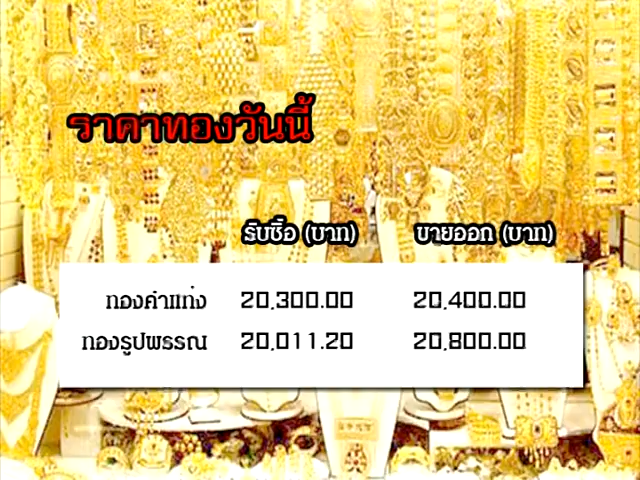 ราคาทองวันนี้
รับซื้อ (บาท) ขายออก (บาท)
ทองคำแท่ง 20,300.00 20,400.00
ทองรูปพรรณ 20,011.20 20,800.00